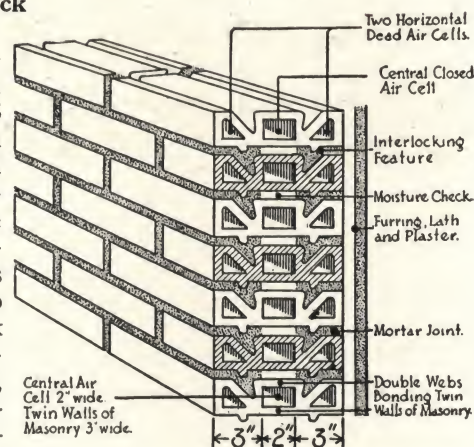 ck
Two Horizontal
Dead Air Cells.
Central Closed
Air Cell
Interlocking
Feature
Moisture Check.
Furring, Lath
and Plaster.
Mortar Joint.
Central Air
Cell 2" wide.
Twin Walls of
Masonry 3" wide.
Double Webs
Bonding Twin
Walls of Masonry.
3" 2" 3"